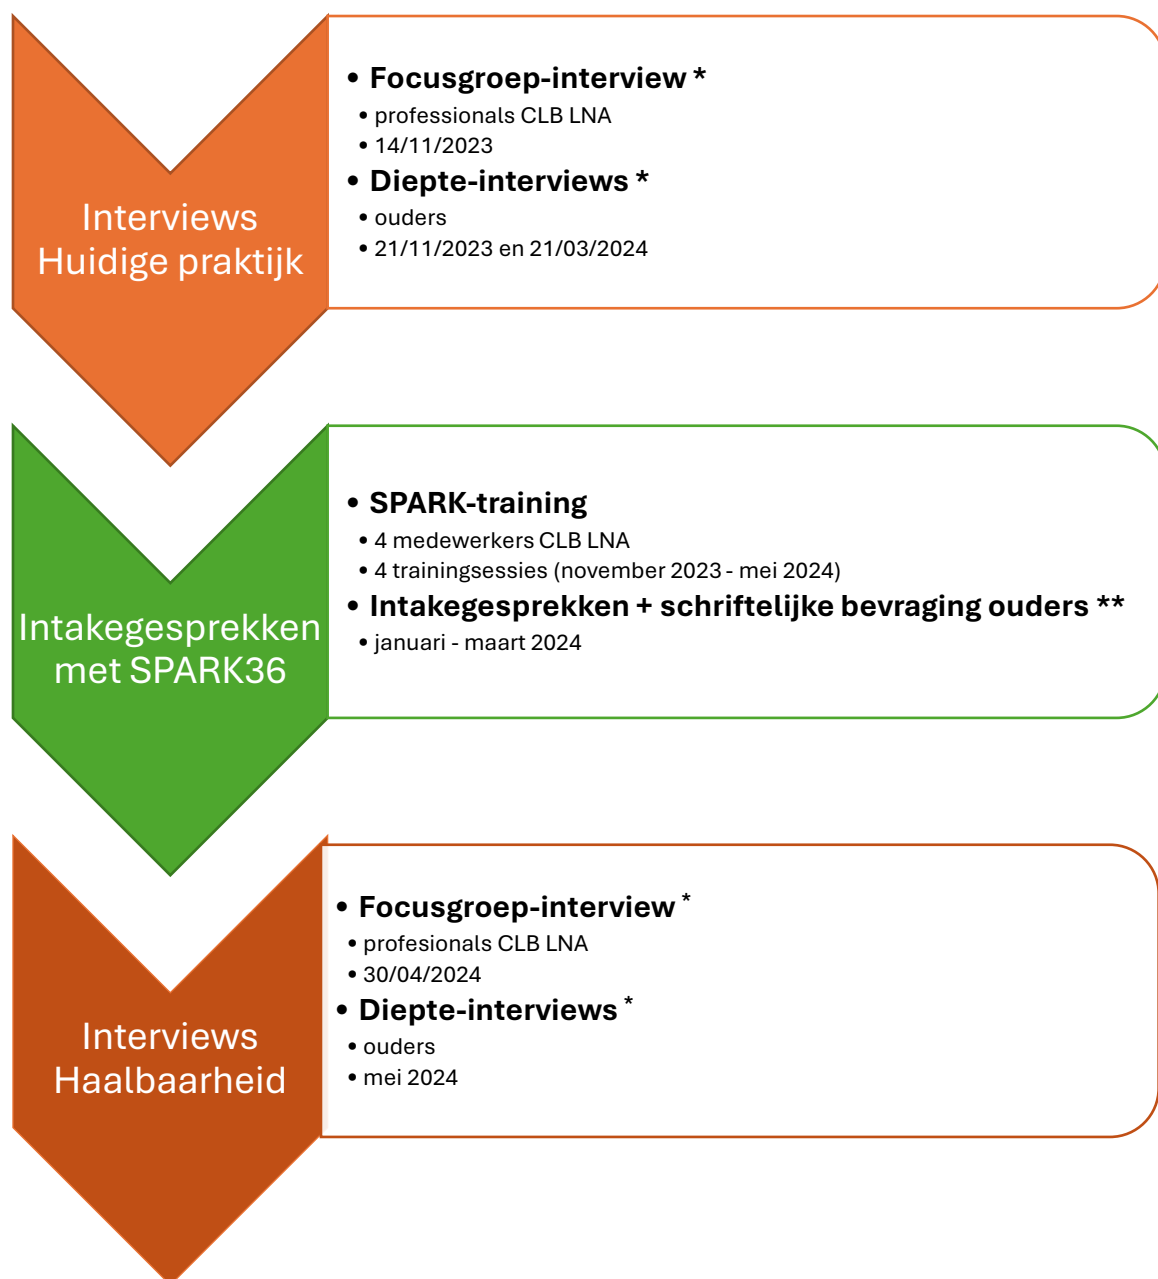 Interviews
Huidige praktijk
• Focusgroep-interview *
• professionals CLB LNA
• 14/11/2023
• Diepte-interviews *
• ouders
• 21/11/2023 en 21/03/2024
Intakegesprekken
met SPARK36
• SPARK-training
• 4 medewerkers CLB LNA
• 4 trainingsessies (november 2023 - mei 2024)
• Intakegesprekken + schriftelijke bevraging ouders **
• januari - maart 2024
Interviews
Haalbaarheid
• Focusgroep-interview *
• profesionals CLB LNA
• 30/04/2024
• Diepte-interviews *
• ouders
• mei 2024